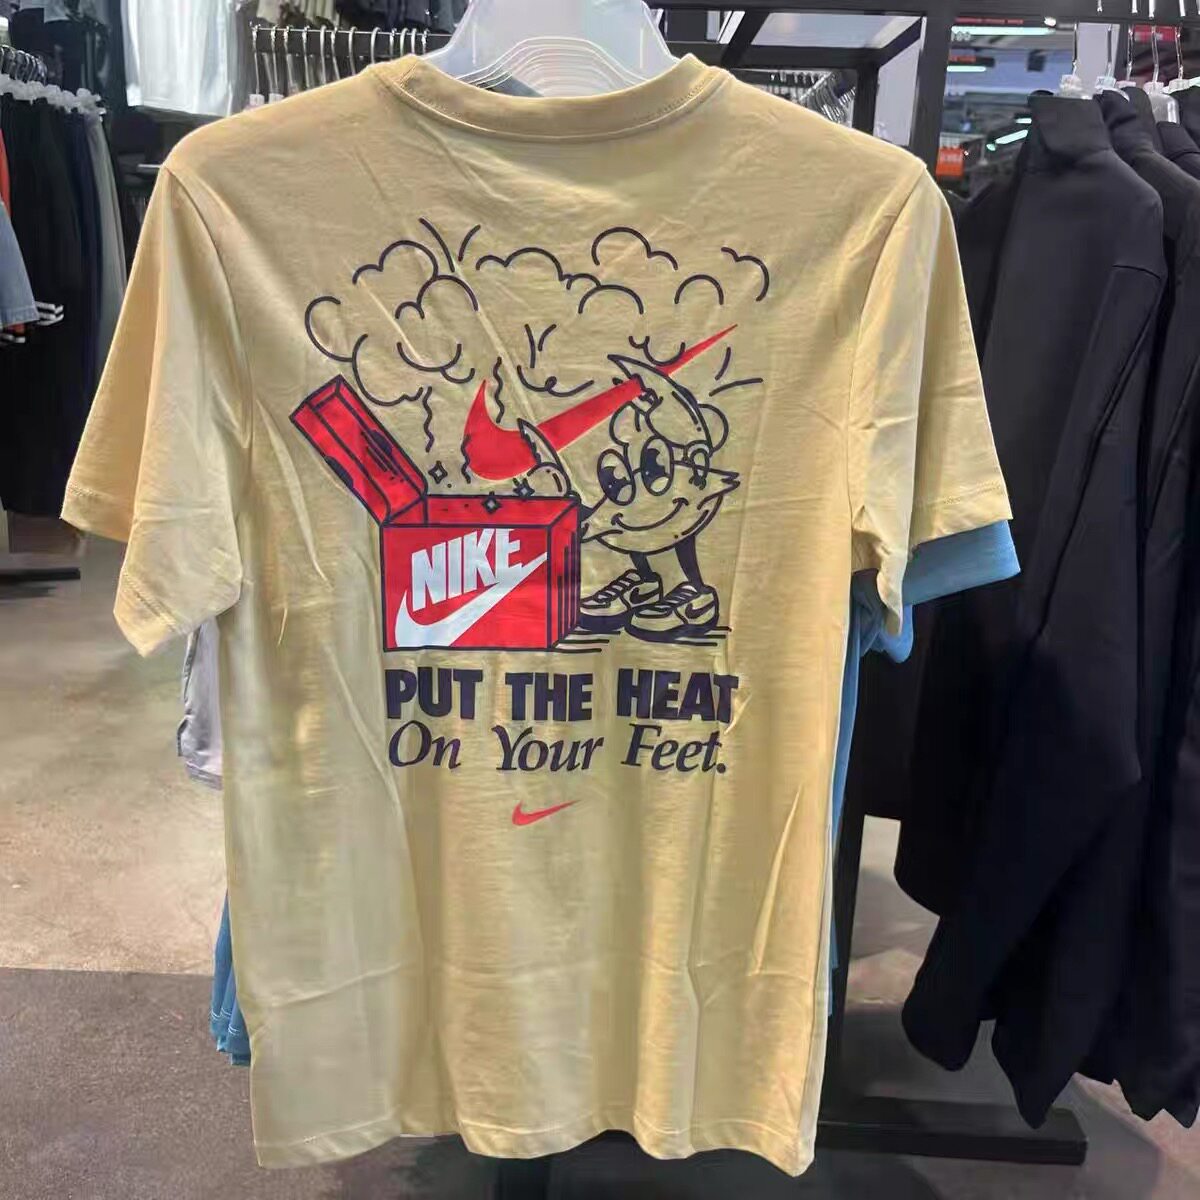 NIKE
PUT THE HEAT
On Your Feet.